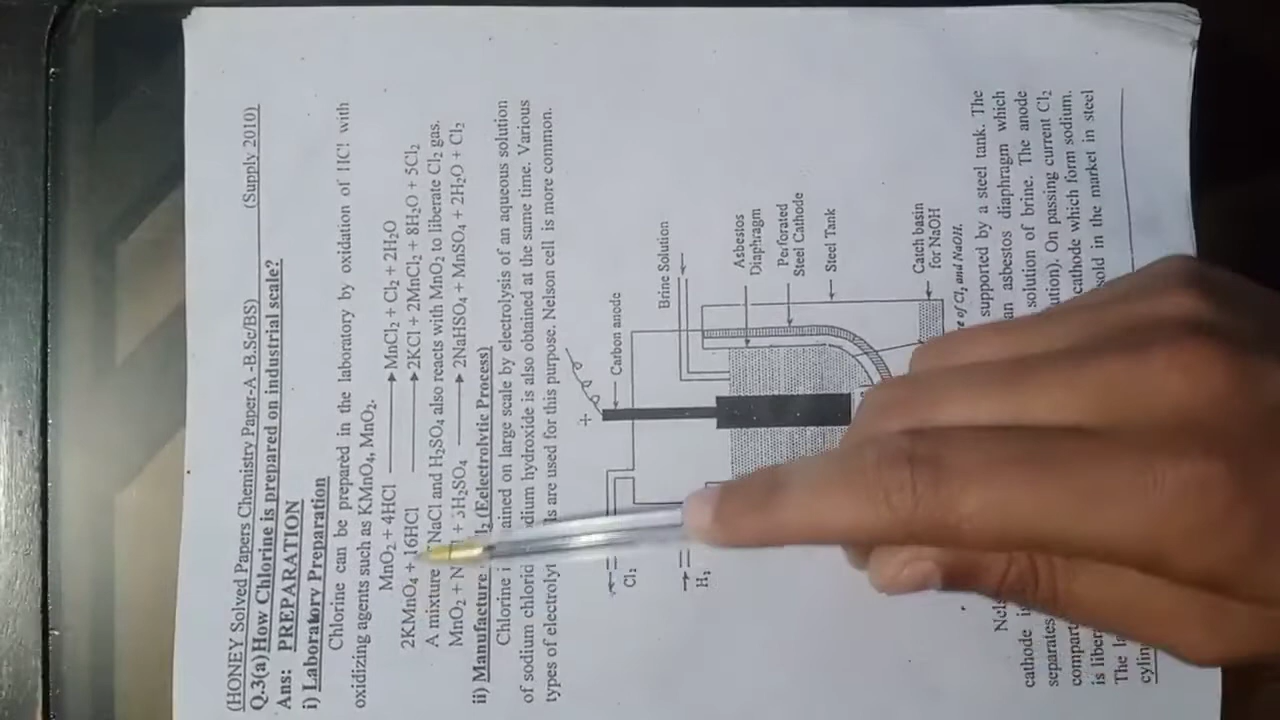 (HONEY Solved Papers Chemistry Paper-A -B.Sc/BS) (Supply 2010)
Q.3(a) How Chlorine is prepared on industrial scale?
Ans: PREPARATION
i) Laboratory Preparation
Chlorine can be prepared in the laboratory by oxidation of HCl with
oxidizing agents such as KMnO₄, MnO₂.
MnO₂ + 4HCl → MnCl₂ + Cl₂ + 2H₂O
2KMnO₄ + 16HCl → 2KCl + 2MnCl₂ + 8H₂O + 5Cl₂
A mixture NaCl and H₂SO₄ also reacts with MnO₂ to liberate Cl₂ gas.
MnO₂ + N + 3H₂SO₄ → 2NaHSO₄ + MnSO₄ + 2H₂O + Cl₂
ii) Manufacture l₂ (Eelectrolytic Process)
Chlorine i ained on large scale by electrolysis of an aqueous solution
of sodium chlorid dium hydroxide is also obtained at the same time. Various
types of electrolyt ls are used for this purpose. Nelson cell is more common.
+
Carbon anode
Brine Solution
Cl₂
H₂
Asbestos
Diaphragm
Perforated
Steel Cathode
Steel Tank
Catch basin
for NaOH
e of Cl₂ and NaOH.
Nels supported by a steel tank. The
cathode is an asbestos diaphragm which
separates solution of brine. The anode
compart ution). On passing current Cl₂
is liber cathode which form sodium.
The l sold in the market in steel
cylin